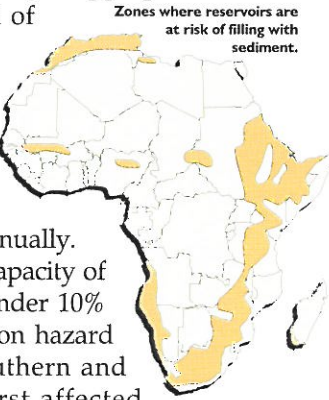 l of
Zones where reservoirs are
at risk of filling with
sediment.
nually.
apacity of
nder 10%
on hazard
uthern and
rst affected